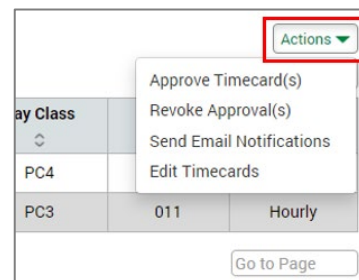 Actions
Approve Timecard(s)
Revoke Approval(s)
Send Email Notifications
Edit Timecards
ay Class
PC4
PC3 011 Hourly
Go to Page